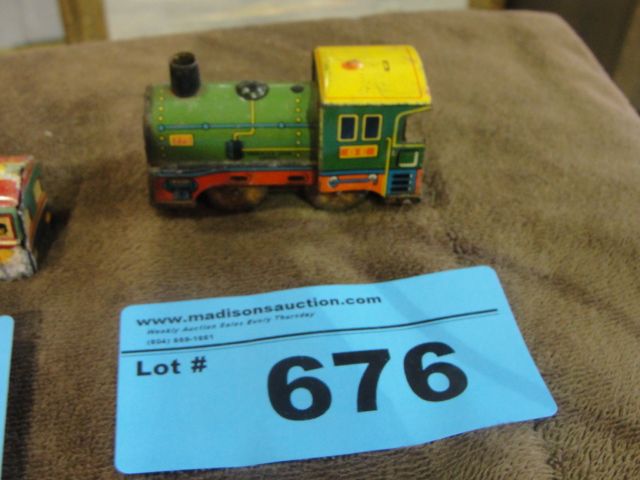 www.madisonsauction.com
Weekly Auction Sales Every Thursday
Lot # 676